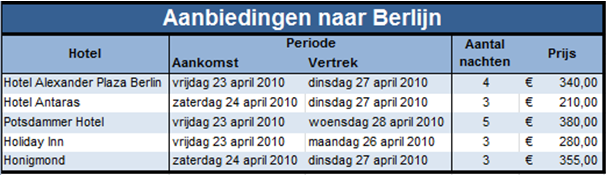 Aanbiedingen naar Berlijn
Hotel Periode Aantal nachten Prijs
Aankomst Vertrek
Hotel Alexander Plaza Berlin vrijdag 23 april 2010 dinsdag 27 april 2010 4 € 340,00
Hotel Antaras zaterdag 24 april 2010 dinsdag 27 april 2010 3 € 210,00
Potsdammer Hotel vrijdag 23 april 2010 woensdag 28 april 2010 5 € 380,00
Holiday Inn vrijdag 23 april 2010 maandag 26 april 2010 3 € 280,00
Honigmond zaterdag 24 april 2010 dinsdag 27 april 2010 3 € 355,00